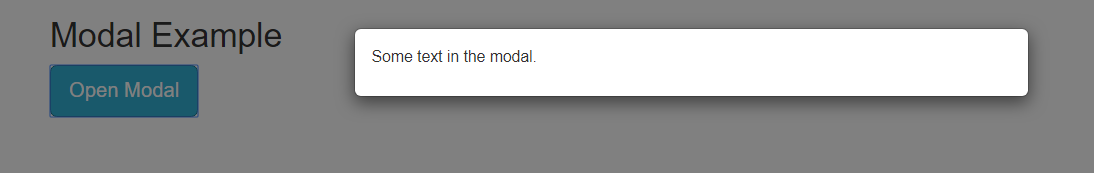 Modal Example
Open Modal
Some text in the modal.